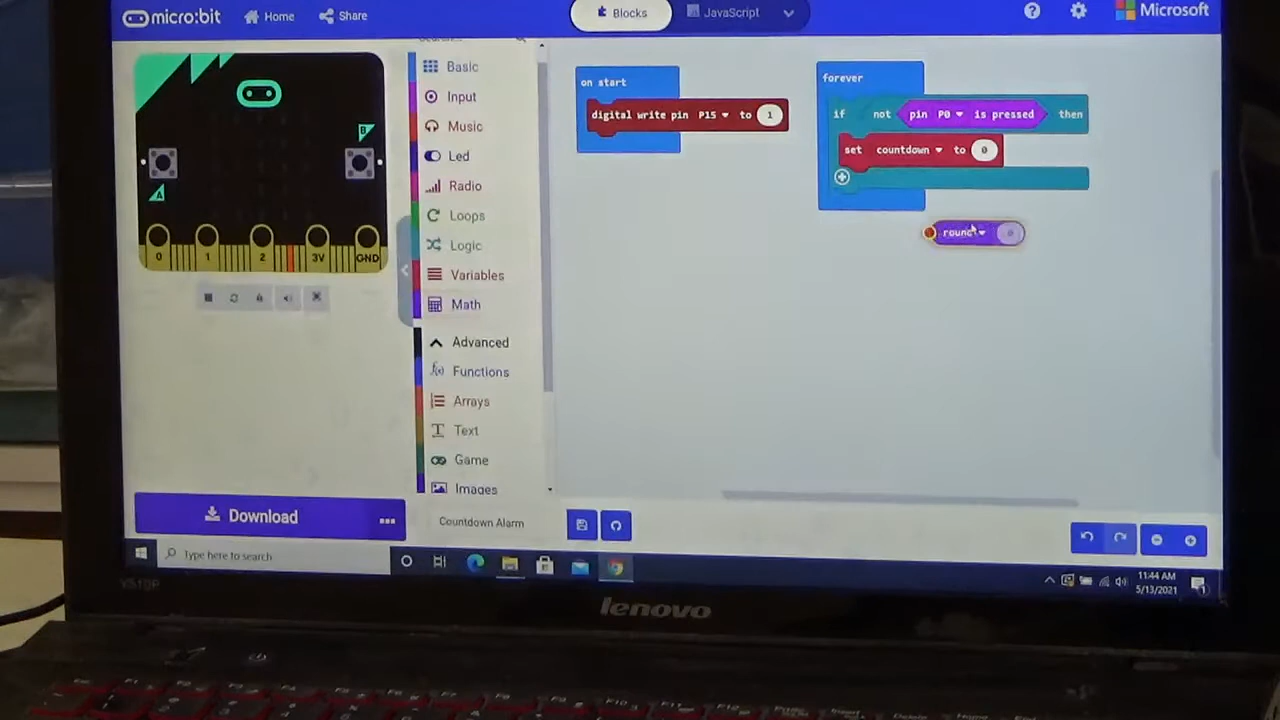 micro:bit
Home
Share
Blocks
JavaScript
Microsoft
B
A
0 1 2 3V GND
Search...
Basic
Input
Music
Led
Radio
Loops
Logic
Variables
Math
Advanced
Functions
Arrays
Text
Game
Images
on start
digital write pin P15 to 1
forever
if not pin P0 is pressed then
set countdown to 0
round 0
Download
Countdown Alarm
Type here to search
11:44 AM
5/13/2021
Y510P
lenovo